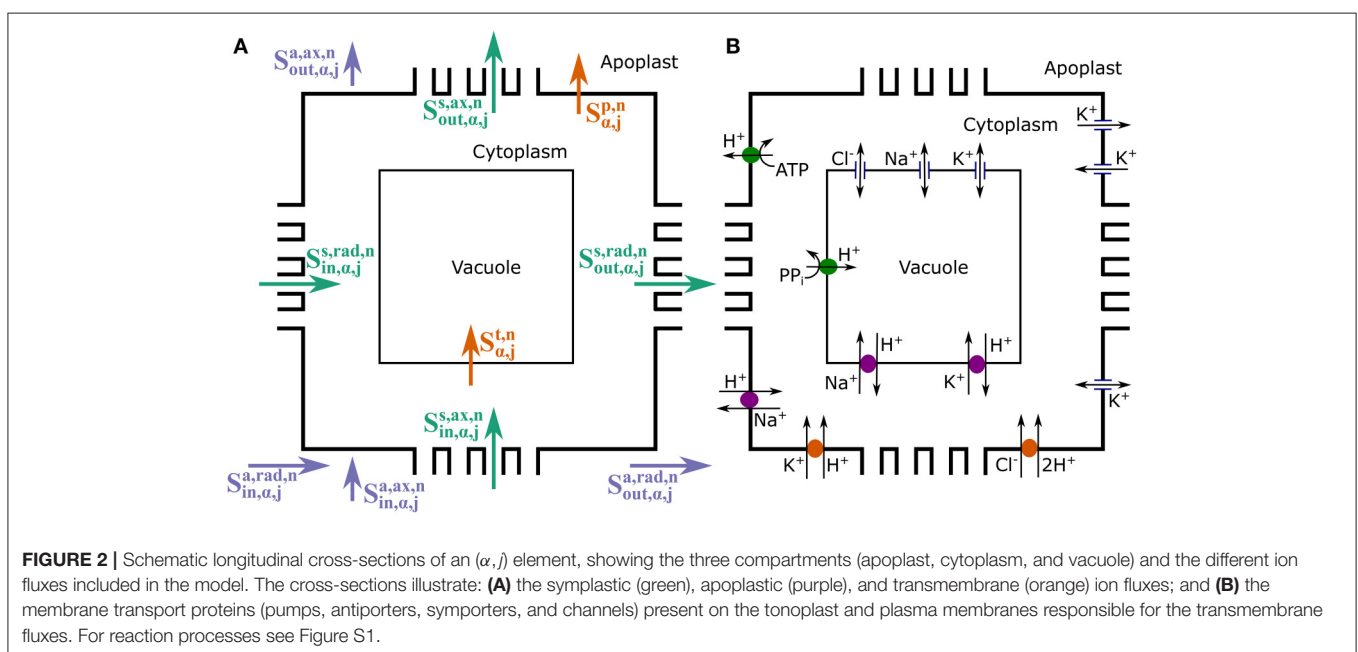 A
S^{a,ax,n}_{out,α,j}
S^{s,ax,n}_{out,α,j}
Apoplast
S^{p,n}_{α,j}
Cytoplasm
Vacuole
S^{s,rad,n}_{in,α,j}
S^{s,rad,n}_{out,α,j}
S^{t,n}_{α,j}
S^{s,ax,n}_{in,α,j}
S^{a,rad,n}_{in,α,j}
S^{a,ax,n}_{in,α,j}
S^{a,rad,n}_{out,α,j}
B
Apoplast
Cytoplasm
K⁺
H⁺
ATP
Cl⁻
Na⁺
K⁺
K⁺
PPᵢ
H⁺
Vacuole
Na⁺
H⁺
K⁺
H⁺
H⁺
Na⁺
K⁺
K⁺
H⁺
Cl⁻
2H⁺
FIGURE 2 | Schematic longitudinal cross-sections of an (α, j) element, showing the three compartments (apoplast, cytoplasm, and vacuole) and the different ion
fluxes included in the model. The cross-sections illustrate: (A) the symplastic (green), apoplastic (purple), and transmembrane (orange) ion fluxes; and (B) the
membrane transport proteins (pumps, antiporters, symporters, and channels) present on the tonoplast and plasma membranes responsible for the transmembrane
fluxes. For reaction processes see Figure S1.